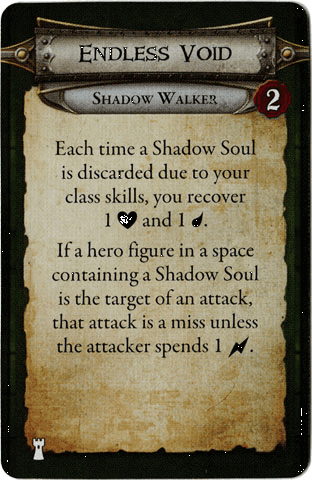 ENDLESS VOID
SHADOW WALKER
2
Each time a Shadow Soul
is discarded due to your
class skills, you recover
1 and 1 .
If a hero figure in a space
containing a Shadow Soul
is the target of an attack,
that attack is a miss unless
the attacker spends 1 .